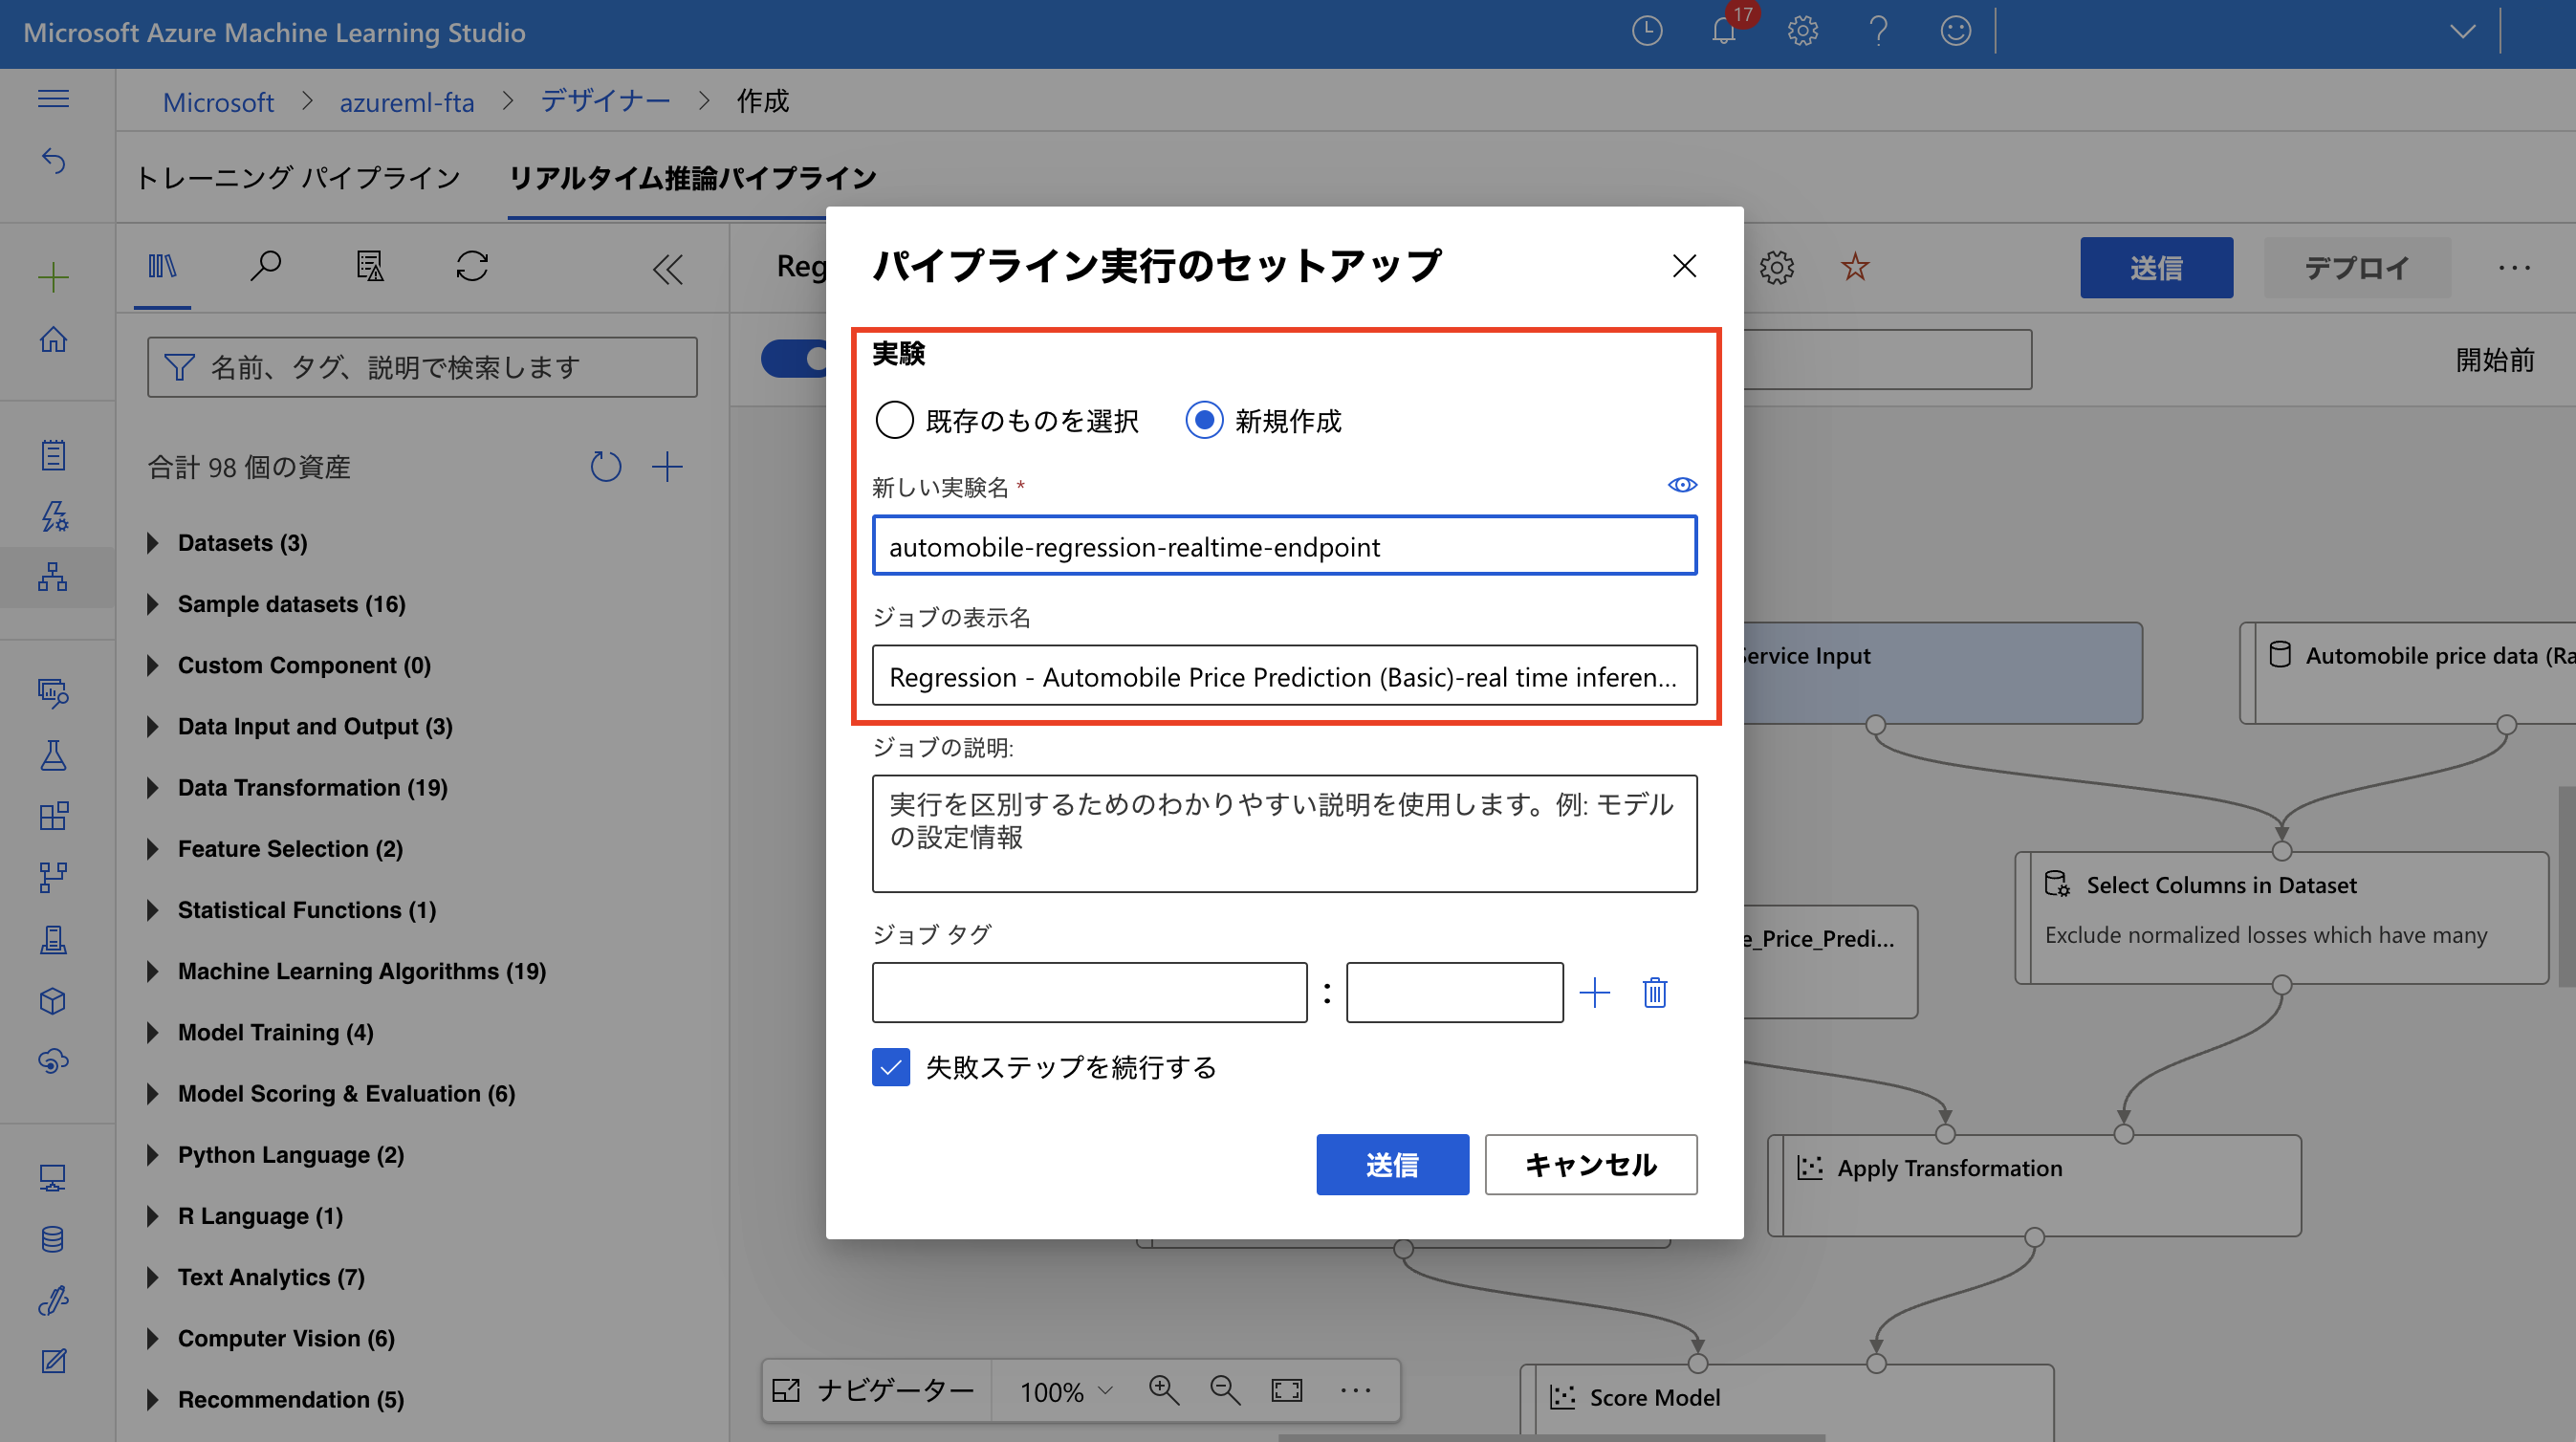 Microsoft Azure Machine Learning Studio
17
Microsoft > azureml-fta > デザイナー > 作成
トレーニング パイプライン
リアルタイム推論パイプライン
Reg
送信
デプロイ
名前、タグ、説明で検索します
開始前
合計 98 個の資産
Datasets (3)
Sample datasets (16)
Custom Component (0)
Data Input and Output (3)
Data Transformation (19)
Feature Selection (2)
Statistical Functions (1)
Machine Learning Algorithms (19)
Model Training (4)
Model Scoring & Evaluation (6)
Python Language (2)
R Language (1)
Text Analytics (7)
Computer Vision (6)
Recommendation (5)
パイプライン実行のセットアップ
実験
既存のものを選択
新規作成
新しい実験名 *
automobile-regression-realtime-endpoint
ジョブの表示名
Regression - Automobile Price Prediction (Basic)-real time inferen...
ジョブの説明:
実行を区別するためのわかりやすい説明を使用します。例: モデル
の設定情報
ジョブ タグ
:
失敗ステップを続行する
送信
キャンセル
Service Input
Automobile price data (Ra
Select Columns in Dataset
Exclude normalized losses which have many
e_Price_Predi...
Apply Transformation
Score Model
ナビゲーター
100%